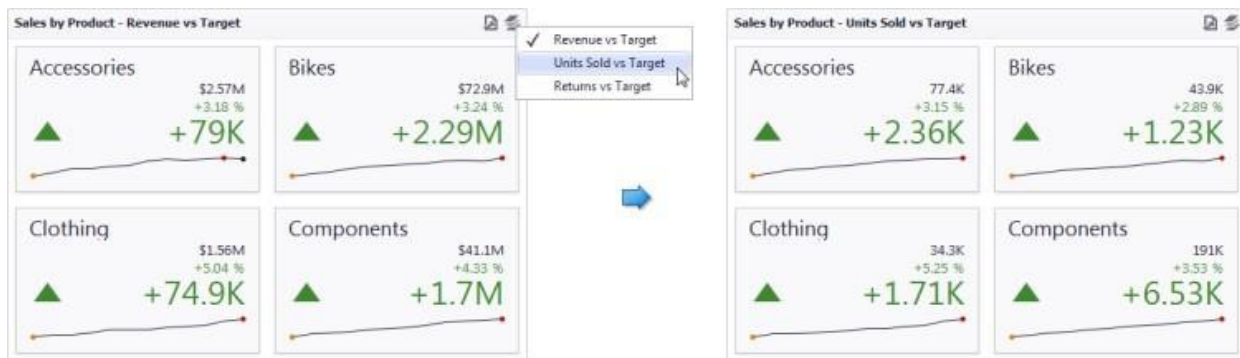 Sales by Product - Revenue vs Target
Accessories
$2.57M
+3.18 %
+79K
Bikes
$72.9M
+3.24 %
+2.29M
Clothing
$1.56M
+5.04 %
+74.9K
Components
$41.1M
+4.33 %
+1.7M
Revenue vs Target
Units Sold vs Target
Returns vs Target
Sales by Product - Units Sold vs Target
Accessories
77.4K
+3.15 %
+2.36K
Bikes
43.9K
+2.89 %
+1.23K
Clothing
34.3K
+5.25 %
+1.71K
Components
191K
+3.53 %
+6.53K